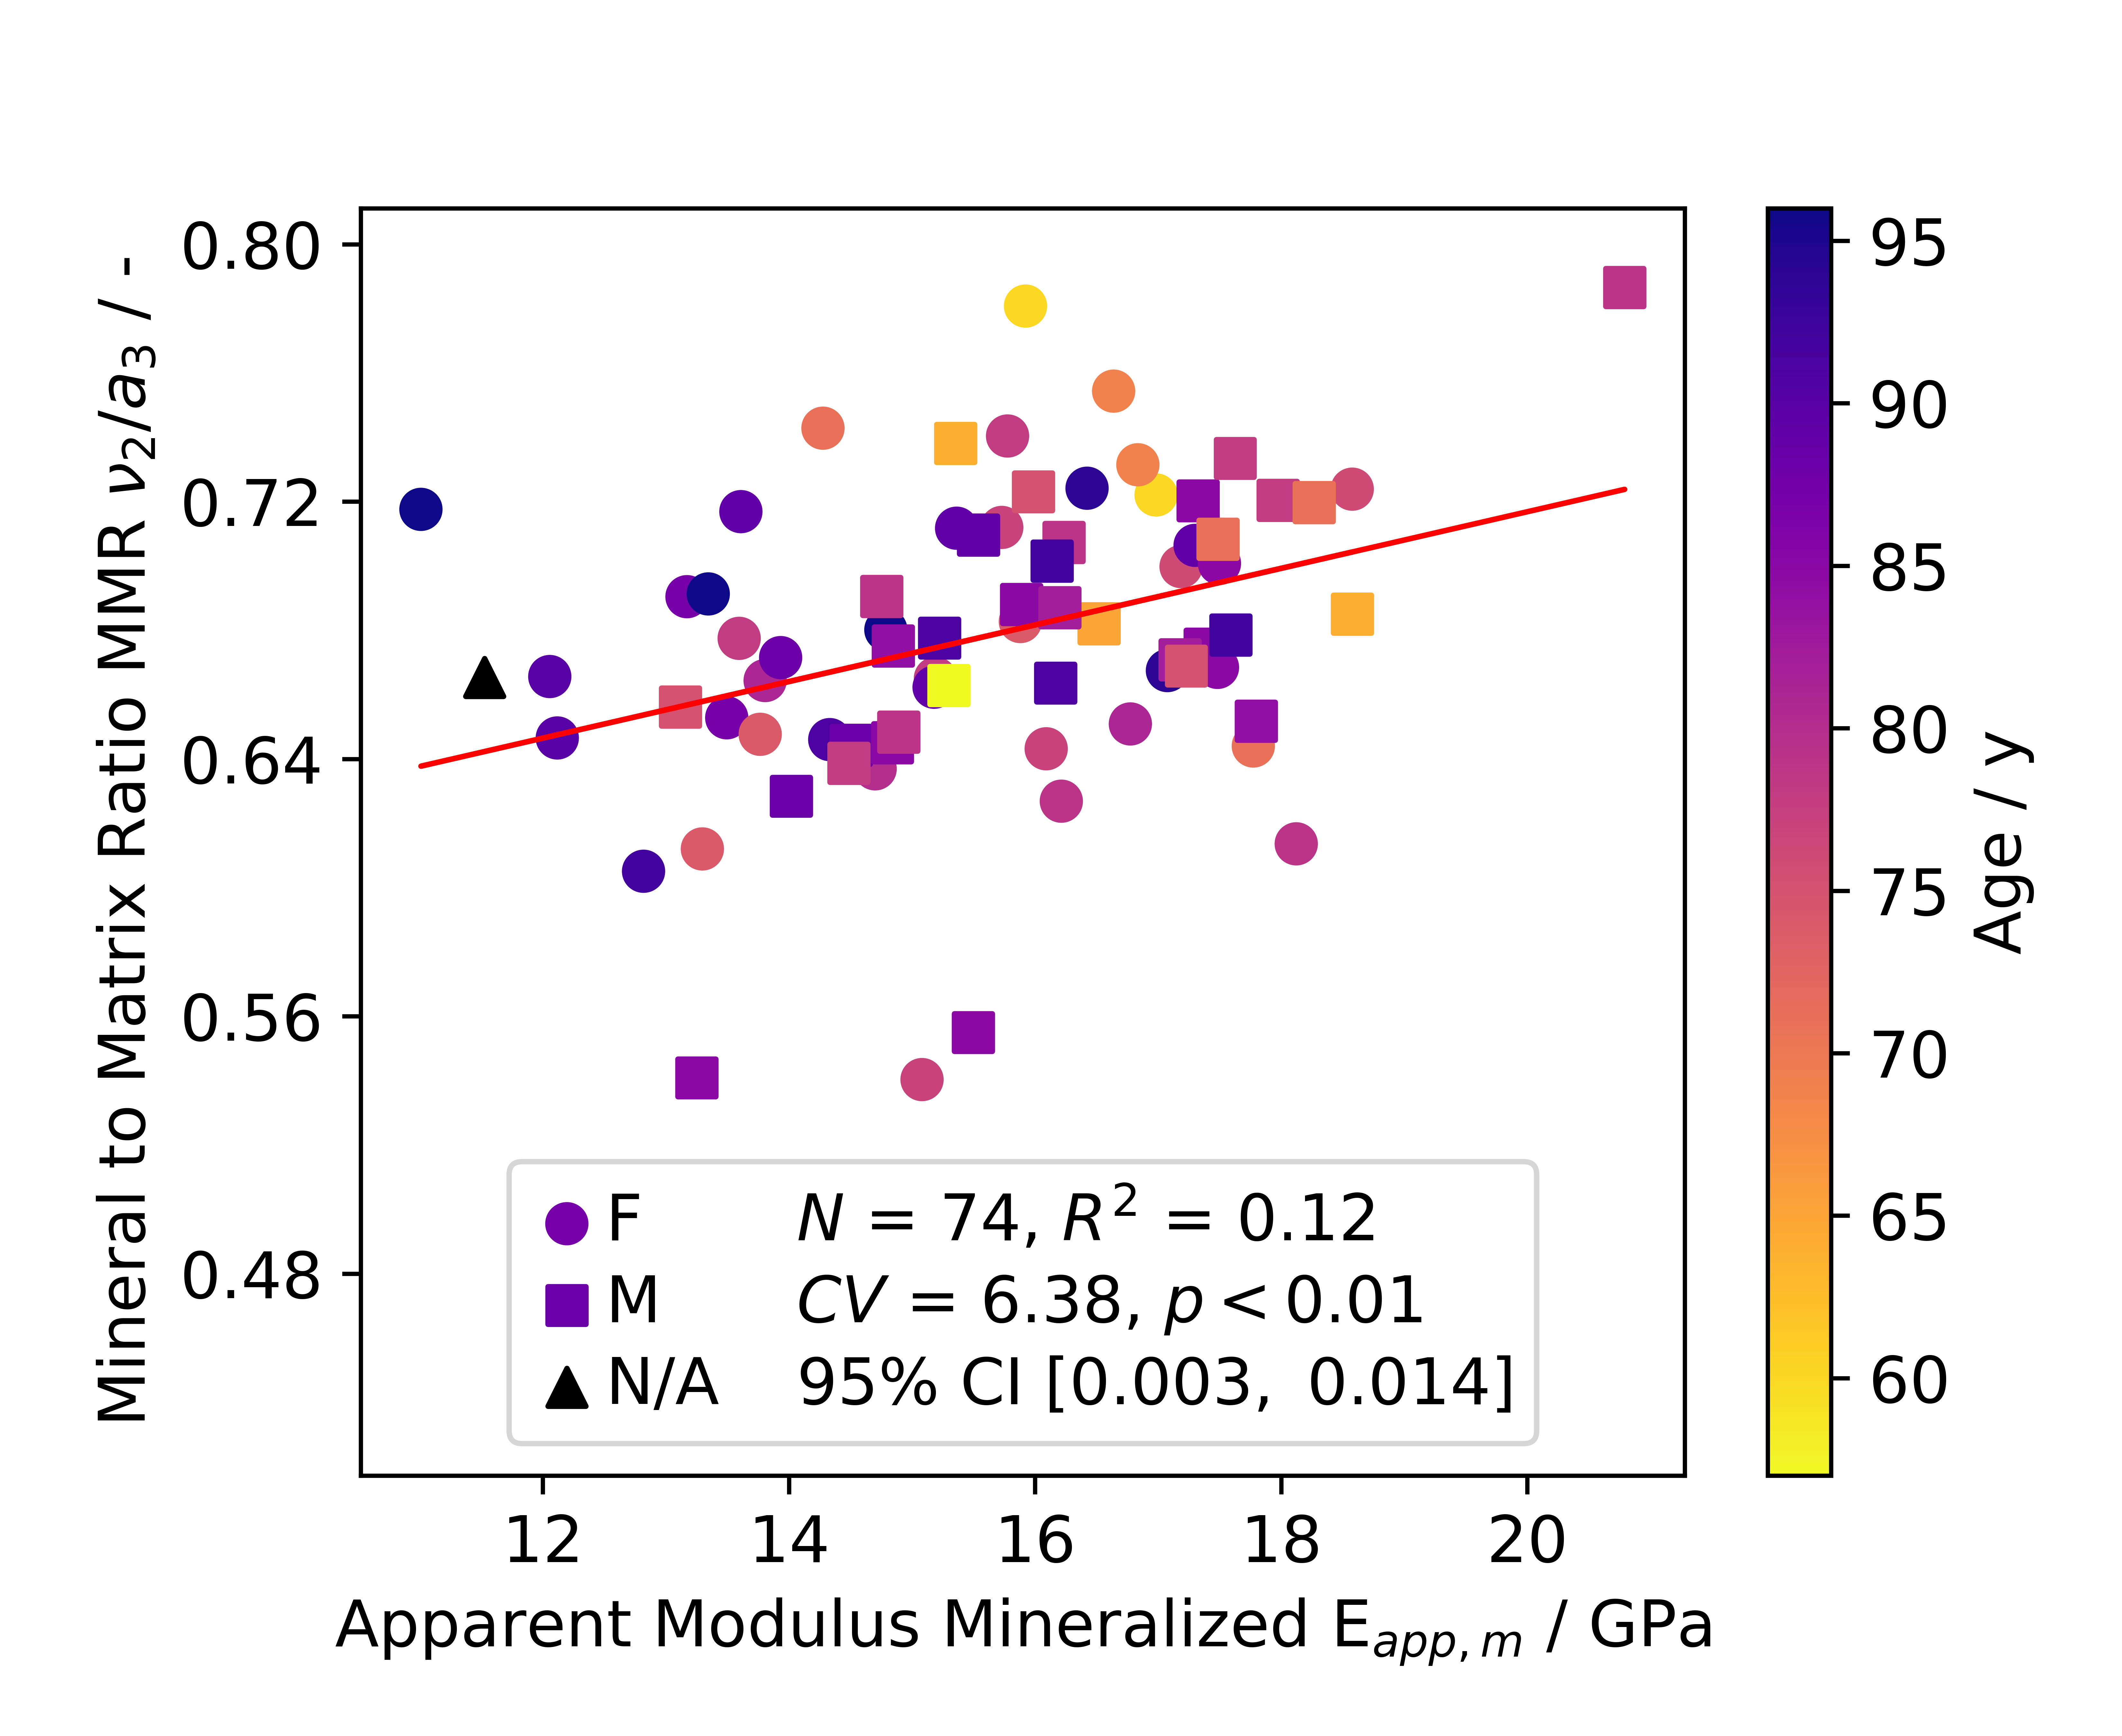 Mineral to Matrix Ratio MMR ν₂/a₃ / -
0.80
0.72
0.64
0.56
0.48
F N = 74, R² = 0.12
M CV = 6.38, p < 0.01
N/A 95% CI [0.003, 0.014]
12 14 16 18 20
Apparent Modulus Mineralized E_app,m / GPa
95
90
85
80
75
70
65
60
Age / y